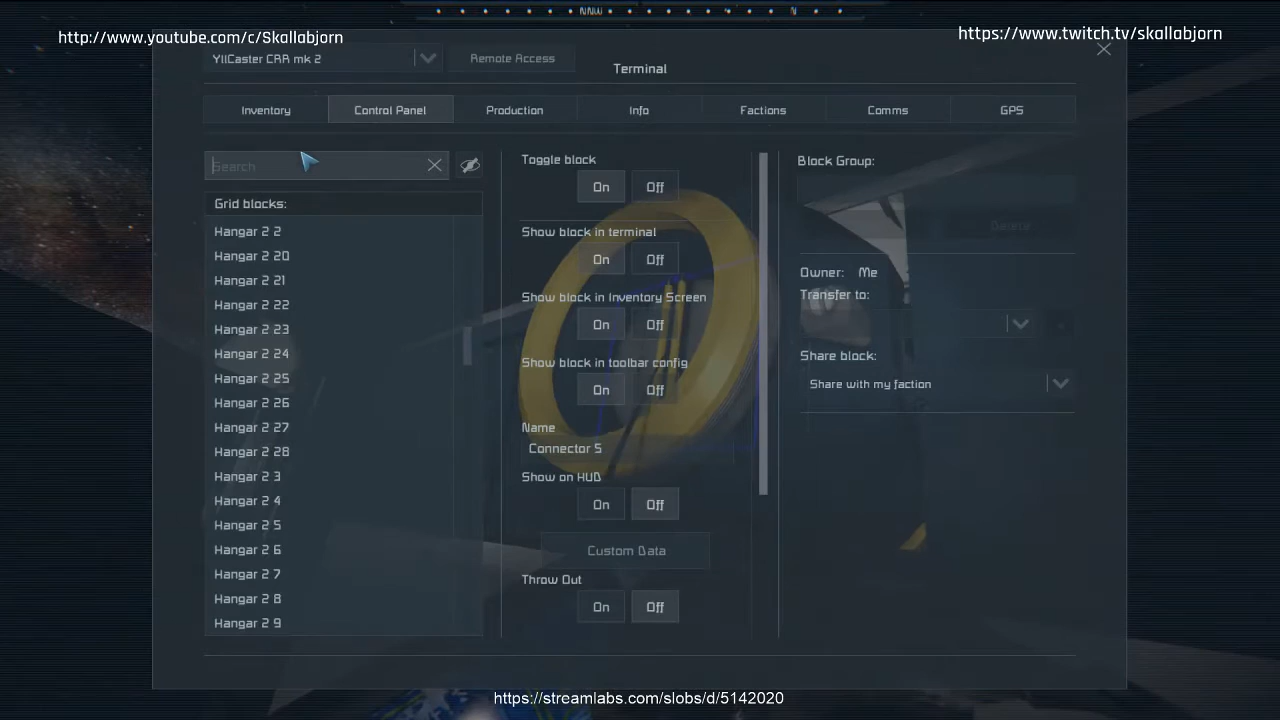 NNW
N
http://www.youtube.com/c/Skallabjorn
https://www.twitch.tv/skallabjorn
YllCaster CRR mk 2
Remote Access
Terminal
Inventory
Control Panel
Production
Info
Factions
Comms
GPS
Search
Grid blocks:
Hangar 2 2
Hangar 2 20
Hangar 2 21
Hangar 2 22
Hangar 2 23
Hangar 2 24
Hangar 2 25
Hangar 2 26
Hangar 2 27
Hangar 2 28
Hangar 2 3
Hangar 2 4
Hangar 2 5
Hangar 2 6
Hangar 2 7
Hangar 2 8
Hangar 2 9
Toggle block
On Off
Show block in terminal
On Off
Show block in Inventory Screen
On Off
Show block in toolbar config
On Off
Name
Connector 5
Show on HUD
On Off
Custom Data
Throw Out
On Off
Block Group:
Delete
Owner: Me
Transfer to:
Share block:
Share with my faction
https://streamlabs.com/slobs/d/5142020